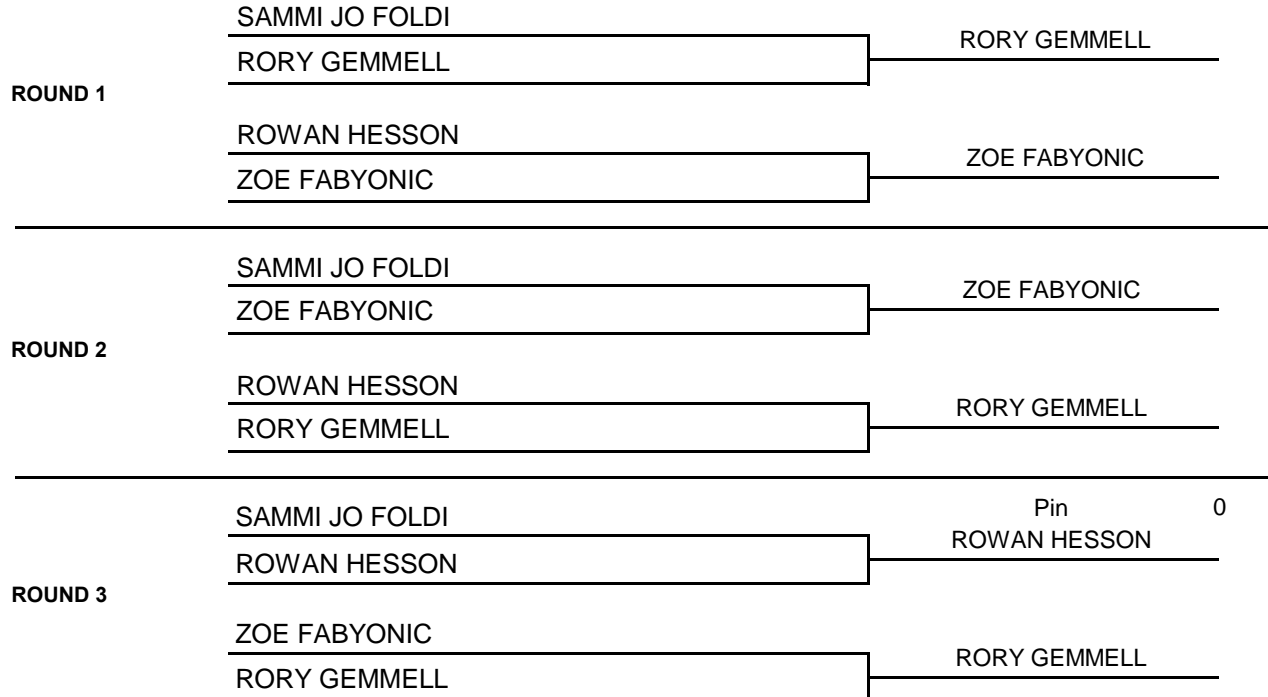 SAMMI JO FOLDI
RORY GEMMELL
RORY GEMMELL
ROUND 1
ROWAN HESSON
ZOE FABYONIC
ZOE FABYONIC
SAMMI JO FOLDI
ZOE FABYONIC
ZOE FABYONIC
ROUND 2
ROWAN HESSON
RORY GEMMELL
RORY GEMMELL
SAMMI JO FOLDI
Pin 0
ROWAN HESSON
ROWAN HESSON
ROUND 3
ZOE FABYONIC
RORY GEMMELL
RORY GEMMELL